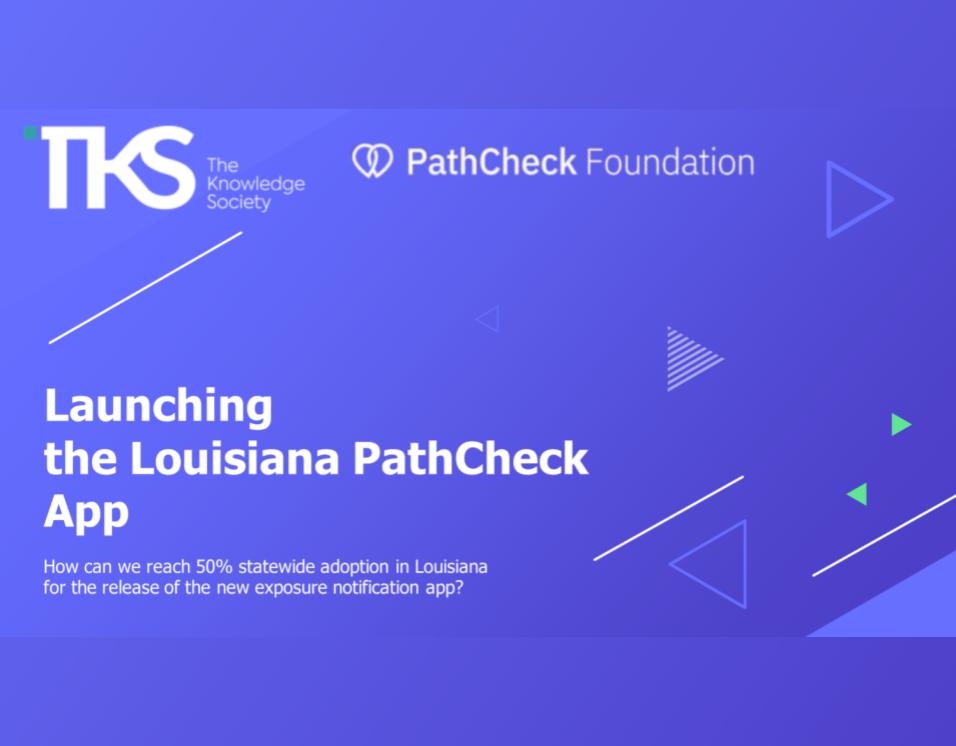 TKS
The
Knowledge
Society
PathCheck Foundation
Launching
the Louisiana PathCheck
App
How can we reach 50% statewide adoption in Louisiana
for the release of the new exposure notification app?